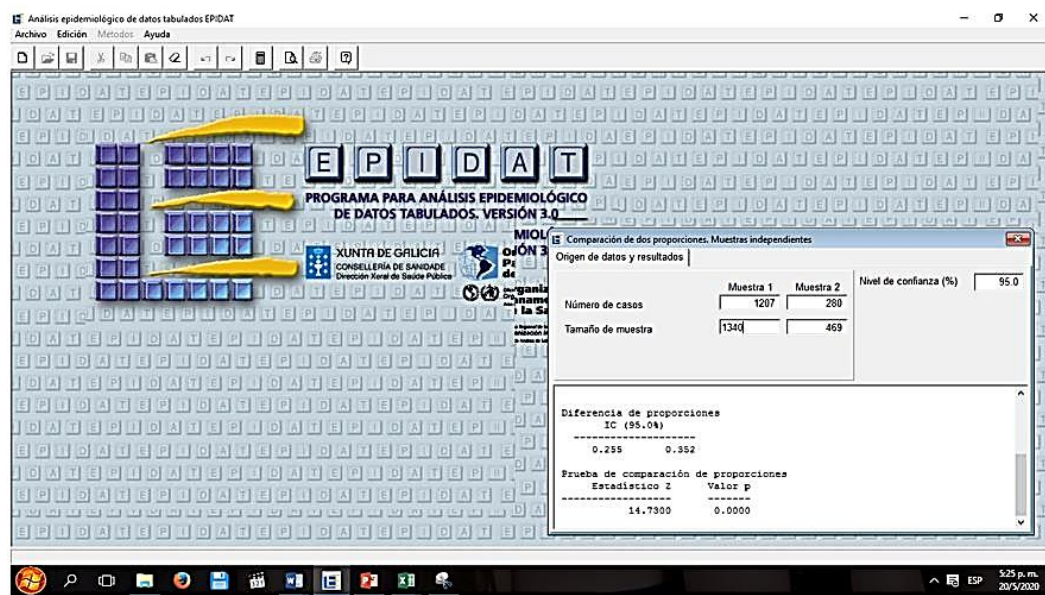 Análisis epidemiológico de datos tabulados EPIDAT
Archivo Edición Metodos Ayuda
EPIDAT
PROGRAMA PARA ANÁLISIS EPIDEMIOLÓGICO
DE DATOS TABULADOS. VERSIÓN 3.0
XUNTA DE GALICIA
CONSELLERÍA DE SANIDADE
Dirección Xeral de Saúde Pública
Comparación de dos proporciones. Muestras independientes
Origen de datos y resultados
Muestra 1 Muestra 2 Nivel de confianza (%) 95.0
Número de casos 1207 280
Tamaño de muestra 1340 469
Diferencia de proporciones
IC (95.0%)
--------------------
0.255 0.352
Prueba de comparación de proporciones
Estadístico Z Valor p
------------------ -------
14.7300 0.0000
ESP
5:25 p. m.
20/5/2020